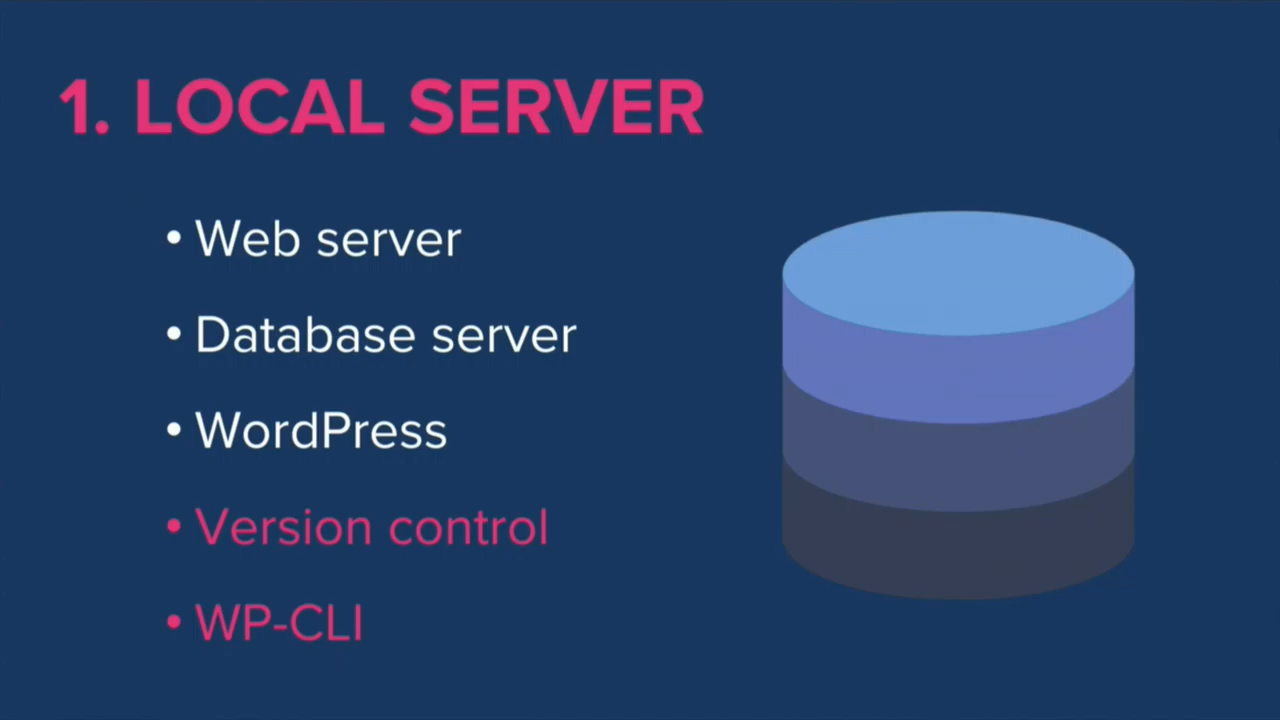 1. LOCAL SERVER
• Web server
• Database server
• WordPress
• Version control
• WP-CLI